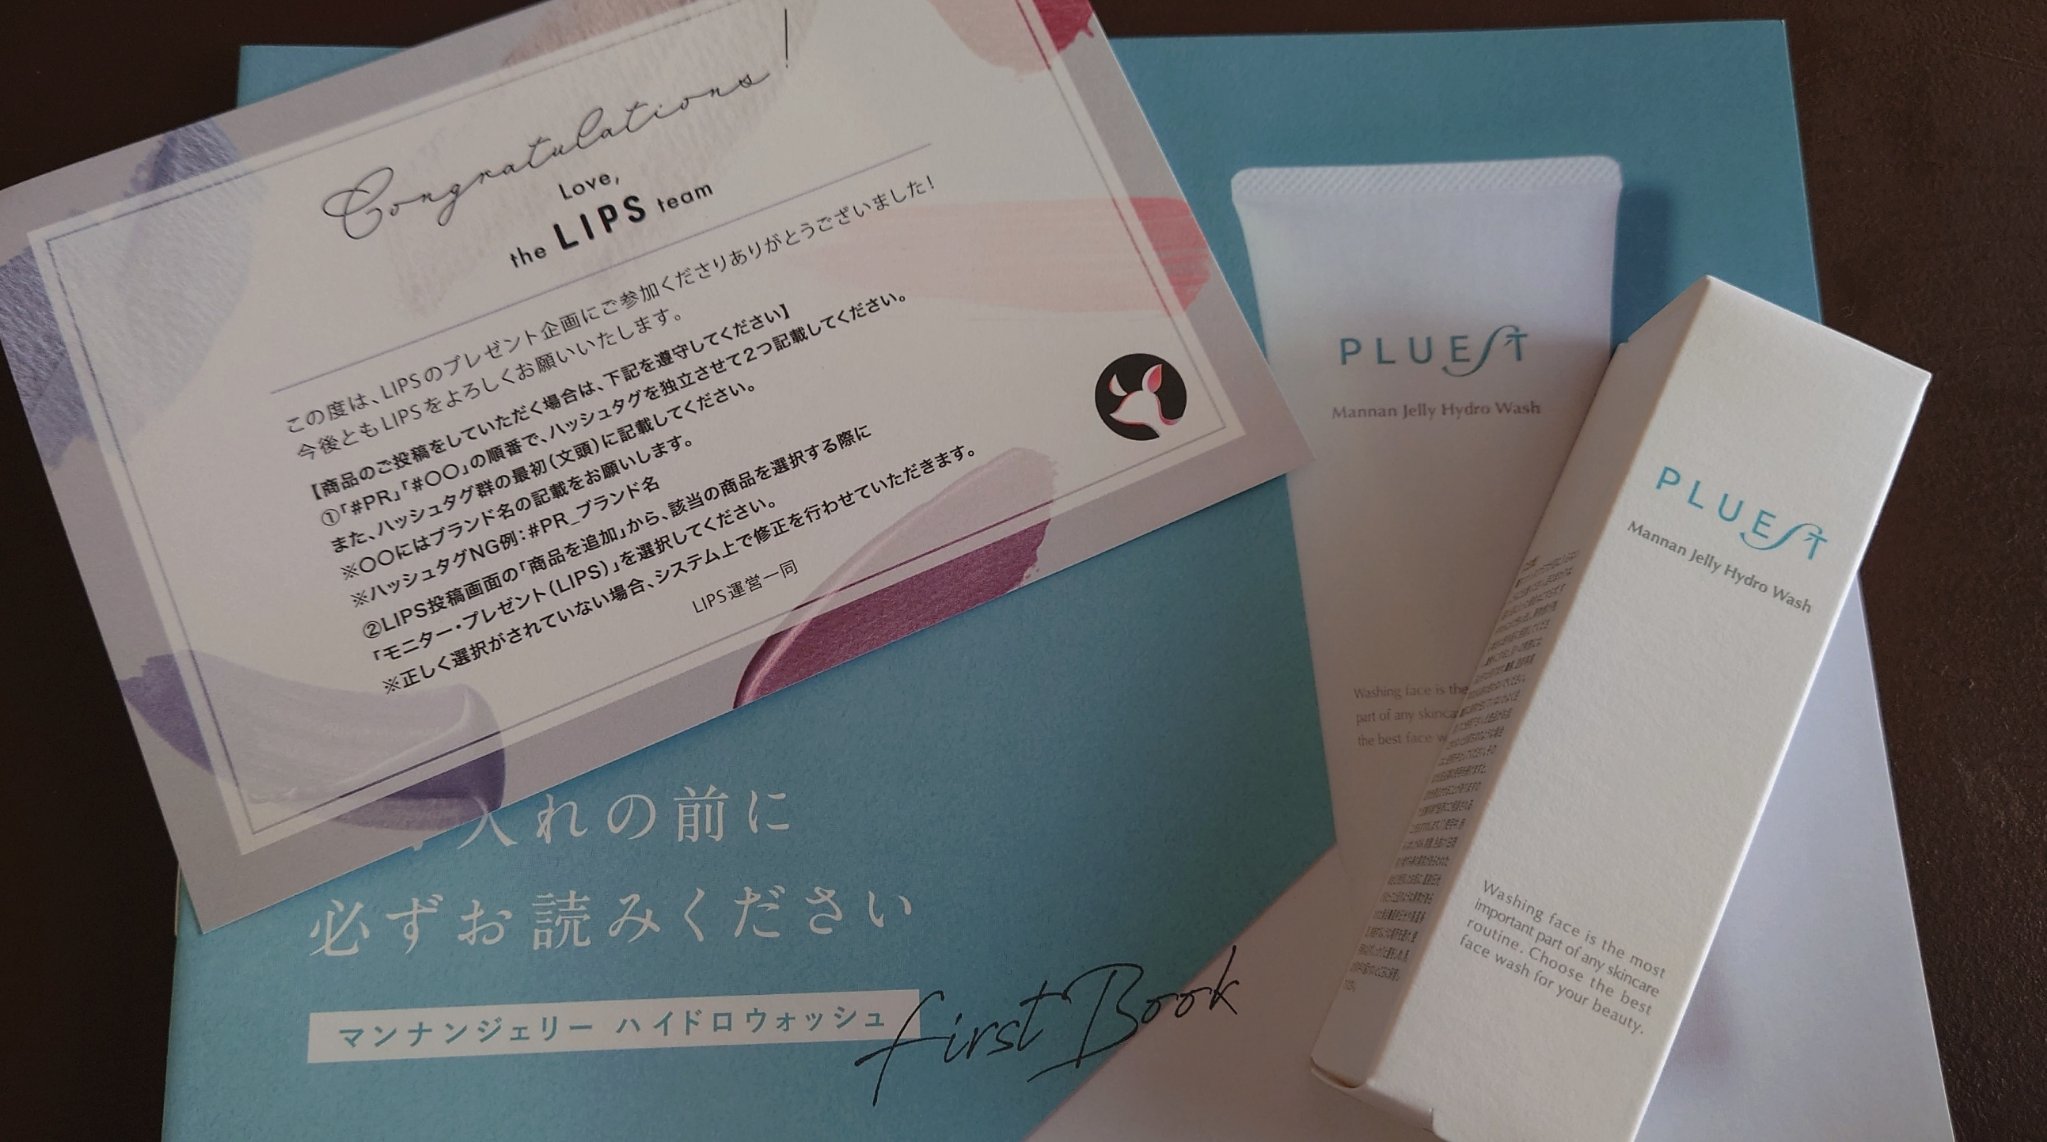 Congratulations!
Love,
the LIPS team
この度は、LIPSのプレゼント企画にご参加くださりありがとうございました!
今後ともLIPSをよろしくお願いいたします。
【商品のご投稿をしていただく場合は、下記を遵守してください】
①「#PR」「#〇〇」の順番で、ハッシュタグを独立させて2つ記載してください。
また、ハッシュタグ群の最初(文頭)に記載してください。
※〇〇にはブランド名の記載をお願いします。
※ハッシュタグNG例:#PR_ブランド名
②LIPS投稿画面の「商品を追加」から、該当の商品を選択する際に
「モニター・プレゼント(LIPS)」を選択してください。
※正しく選択がされていない場合、システム上で修正を行わせていただきます。
LIPS運営一同
PLUEST
Mannan Jelly Hydro Wash
Washing face is the
part of any skinca
the best face w
PLUEST
Mannan Jelly Hydro Wash
Washing face is the most
important part of any skincare
routine. Choose the best
face wash for your beauty.
入れの前に
必ずお読みください
マンナンジェリー ハイドロウォッシュ
First Book